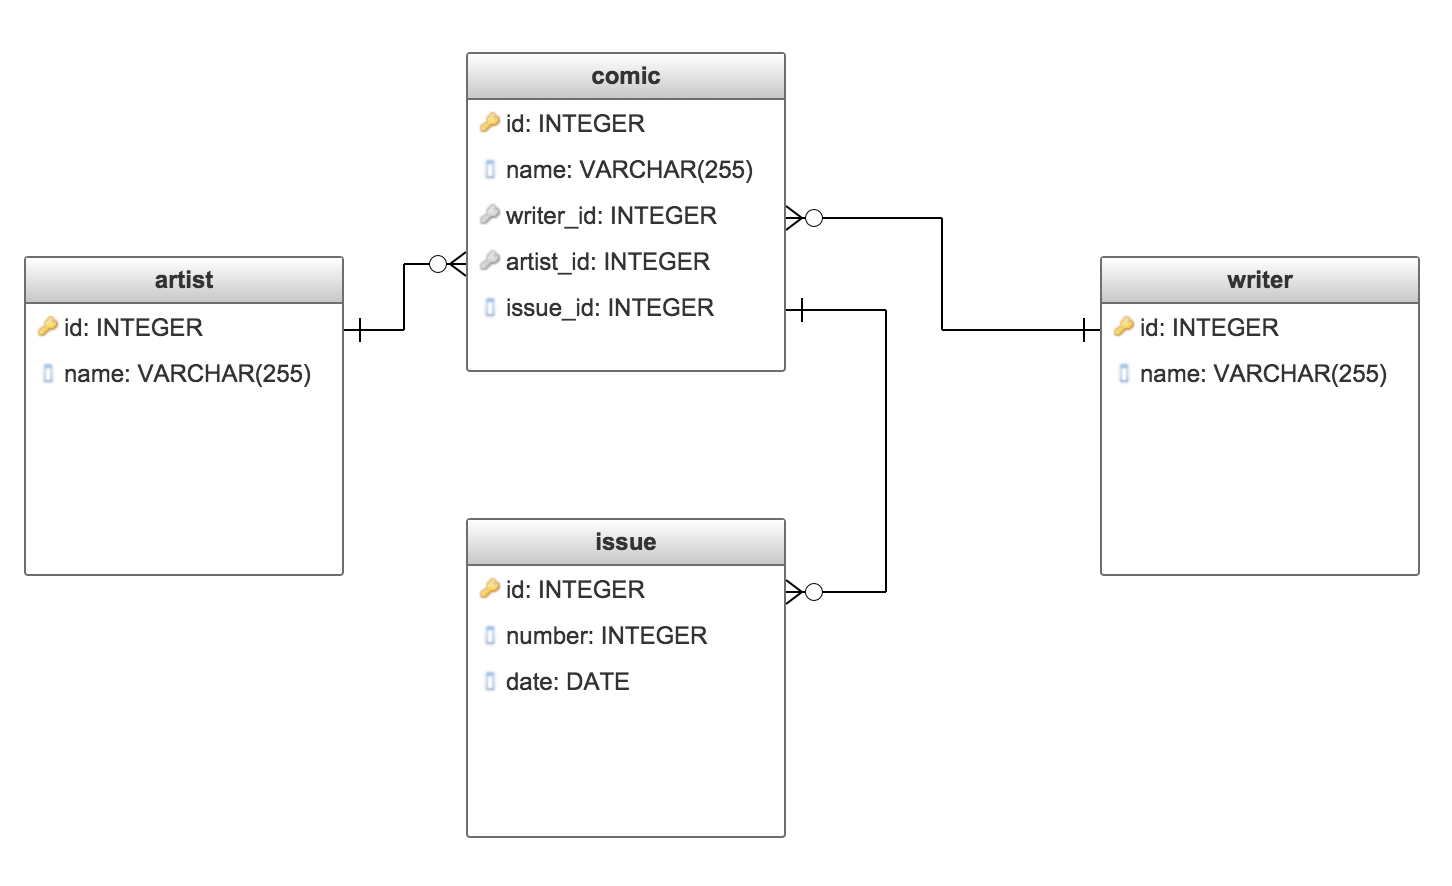 comic
id: INTEGER
name: VARCHAR(255)
writer_id: INTEGER
artist_id: INTEGER
issue_id: INTEGER
artist
id: INTEGER
name: VARCHAR(255)
writer
id: INTEGER
name: VARCHAR(255)
issue
id: INTEGER
number: INTEGER
date: DATE